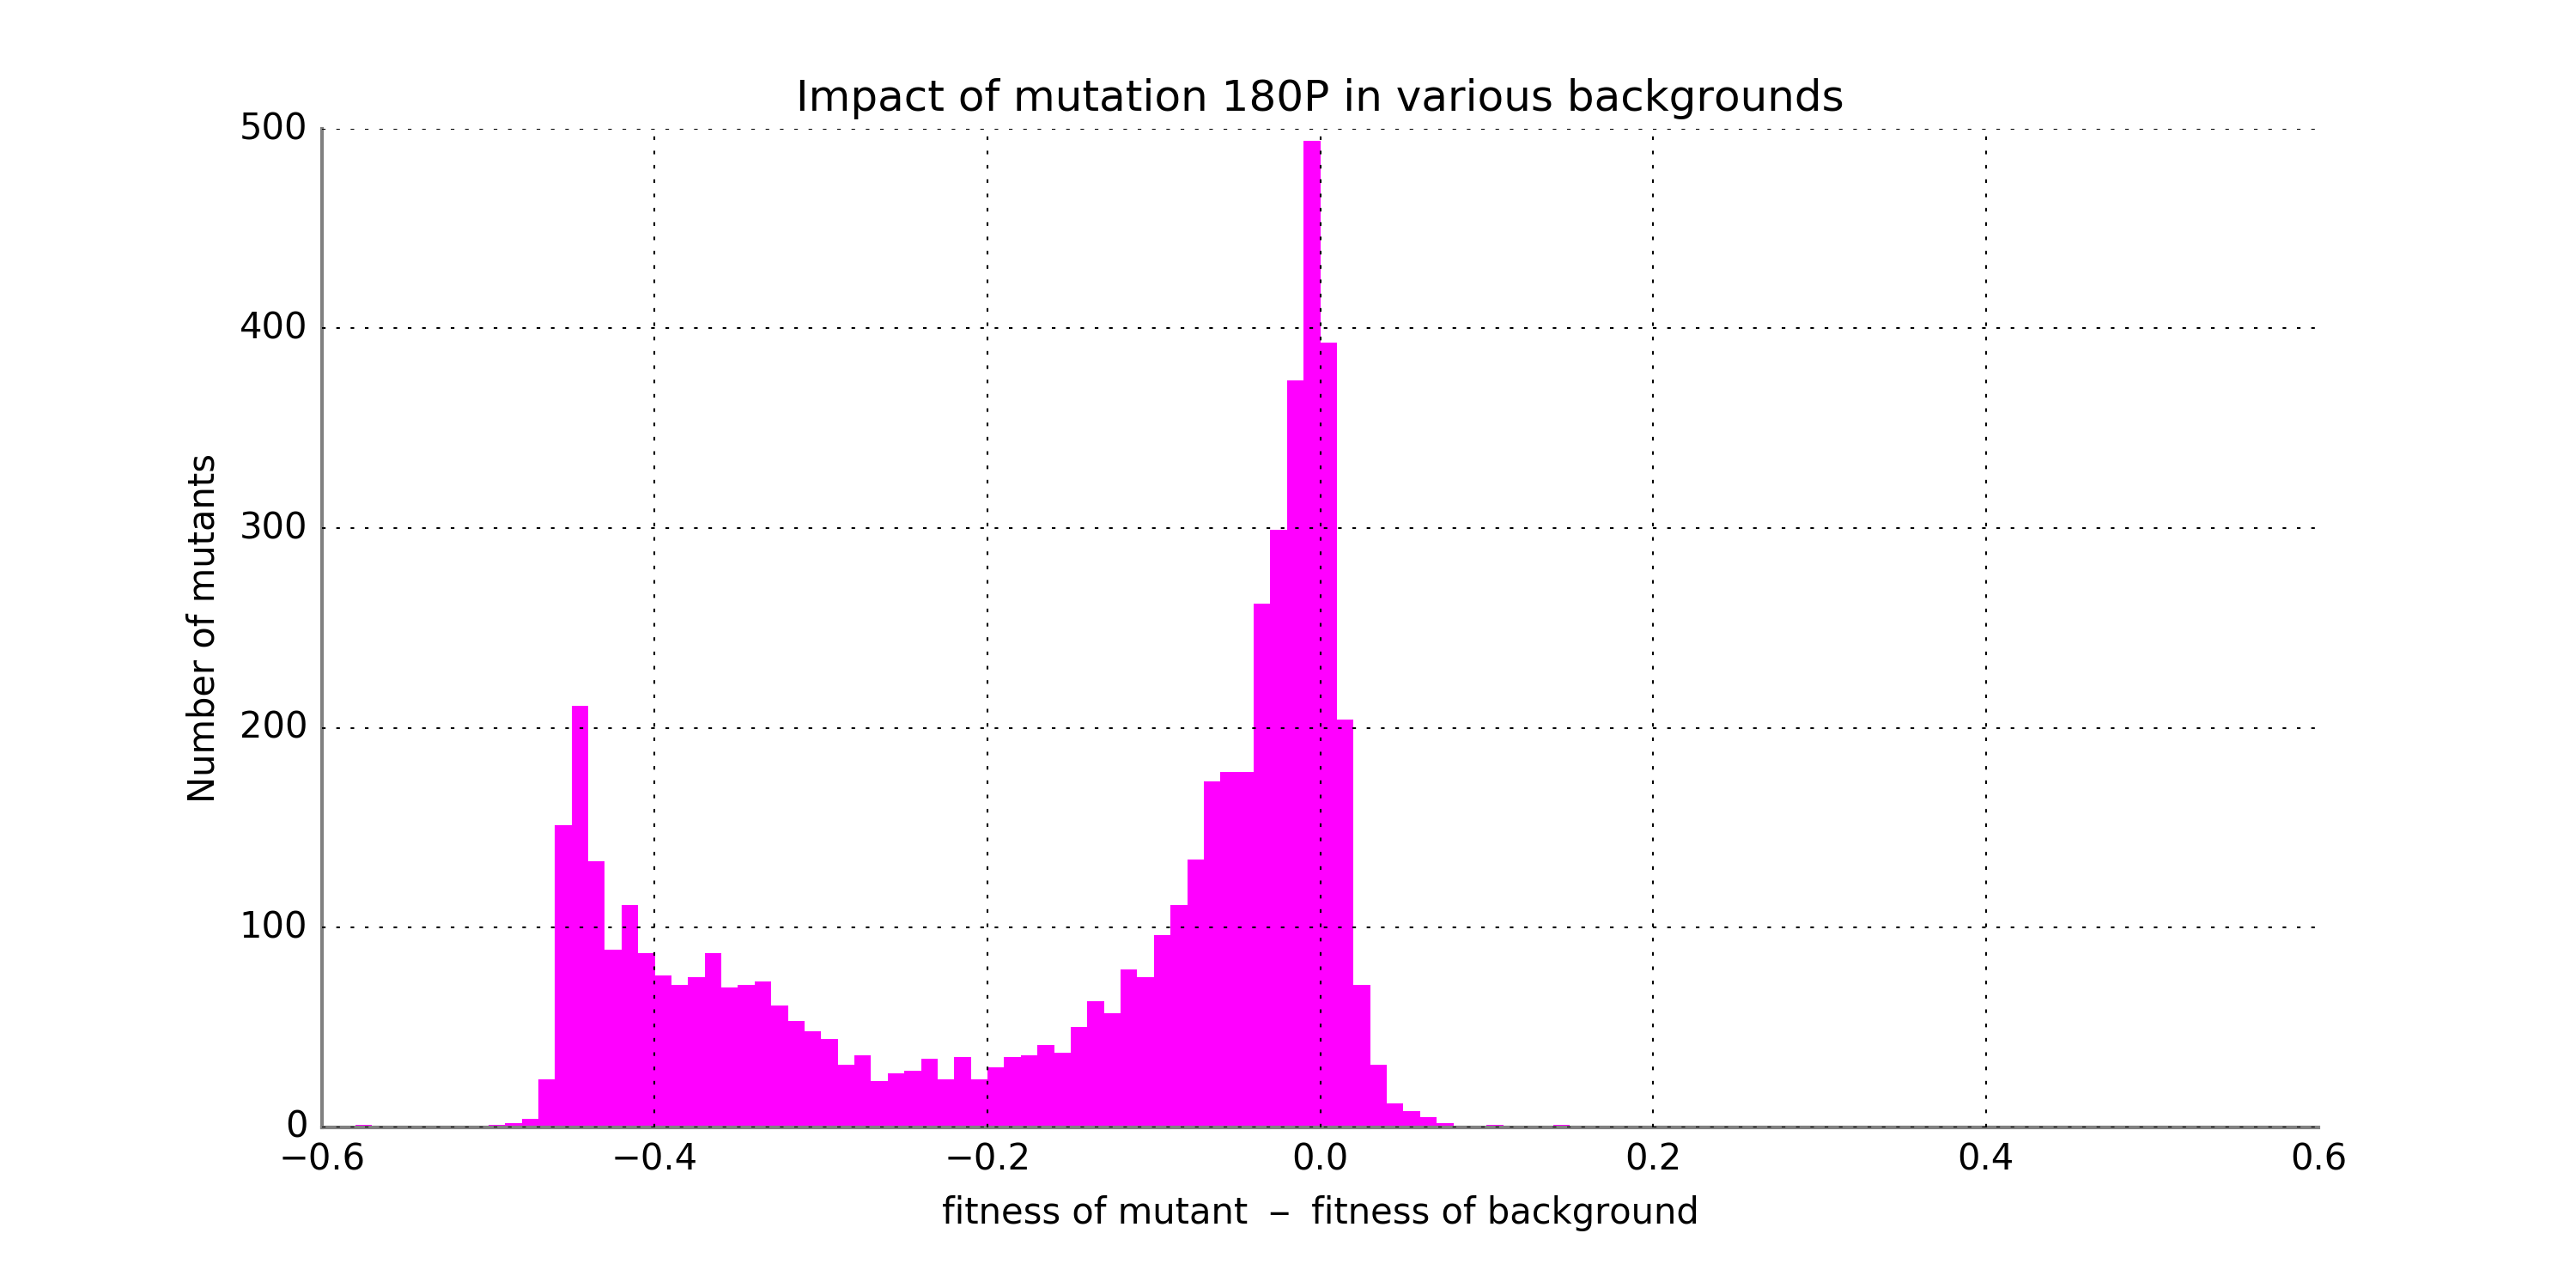 Impact of mutation 180P in various backgrounds
500
400
300
200
100
0
Number of mutants
−0.6 −0.4 −0.2 0.0 0.2 0.4 0.6
fitness of mutant − fitness of background